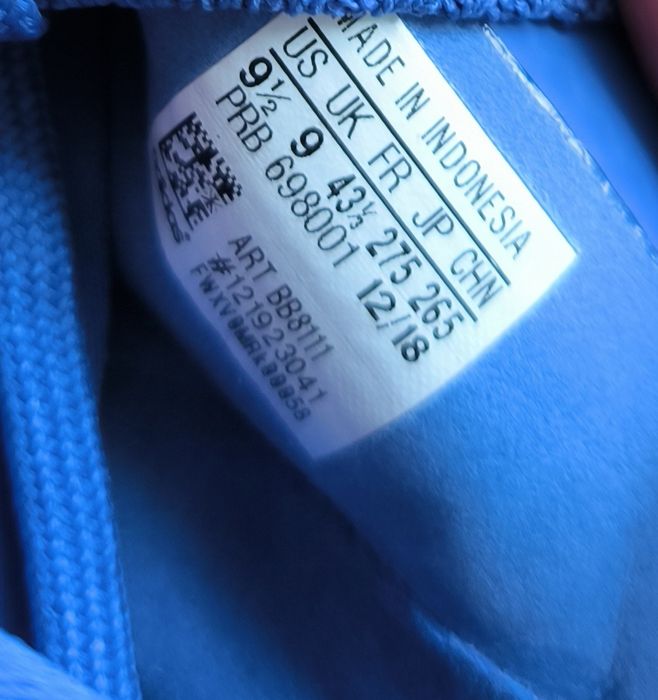 MADE IN INDONESIA
US UK FR JP CHN
9½ 9 43⅓ 275 265
PRB 698001 12/18
ART BB8111
#121923041
adidas